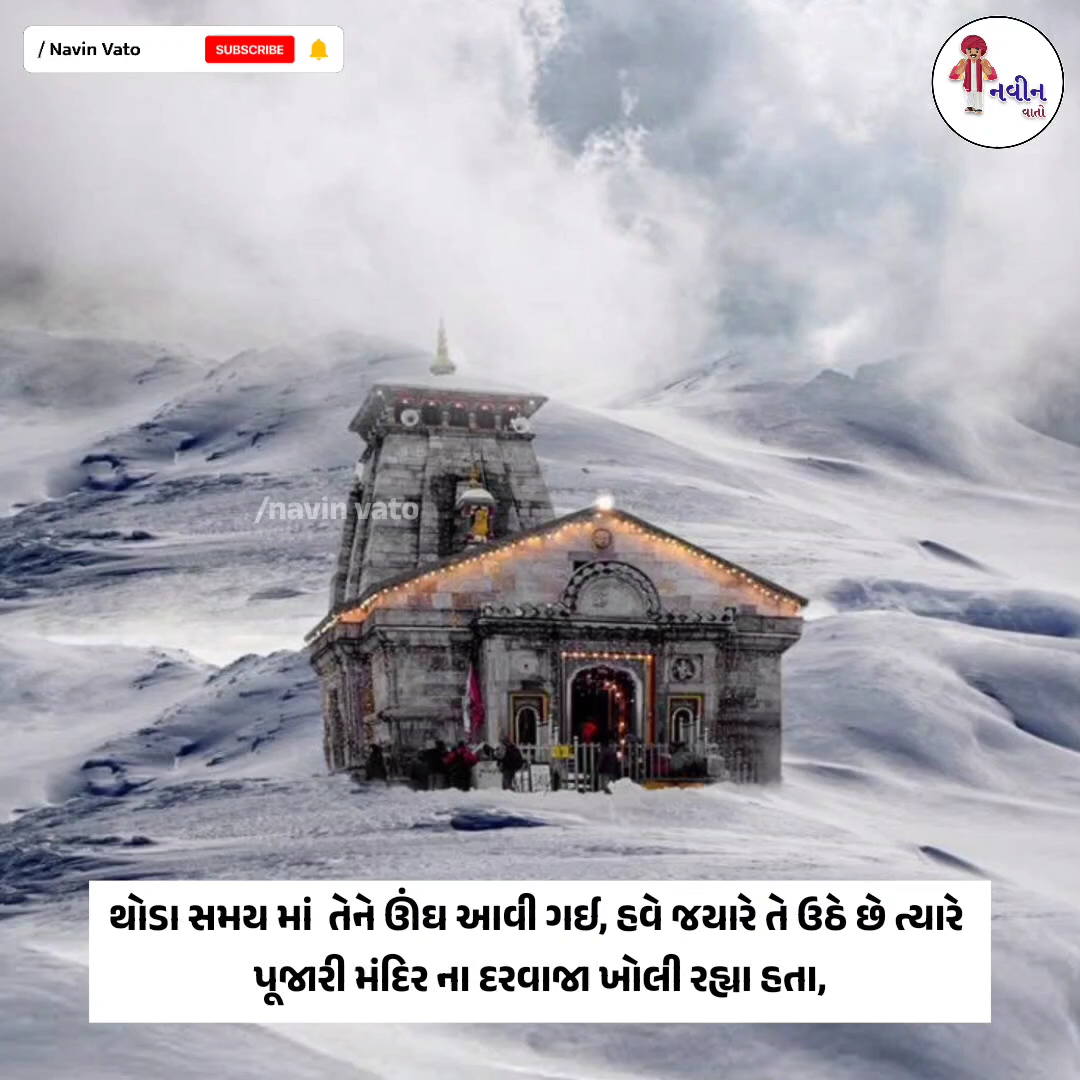 / Navin Vato
SUBSCRIBE
નવીન
વાતો
/navin vato
થોડા સમય માં તેને ઊંઘ આવી ગઈ, હવે જયારે તે ઉઠે છે ત્યારે
પૂજારી મંદિર ના દરવાજા ખોલી રહ્યા હતા,